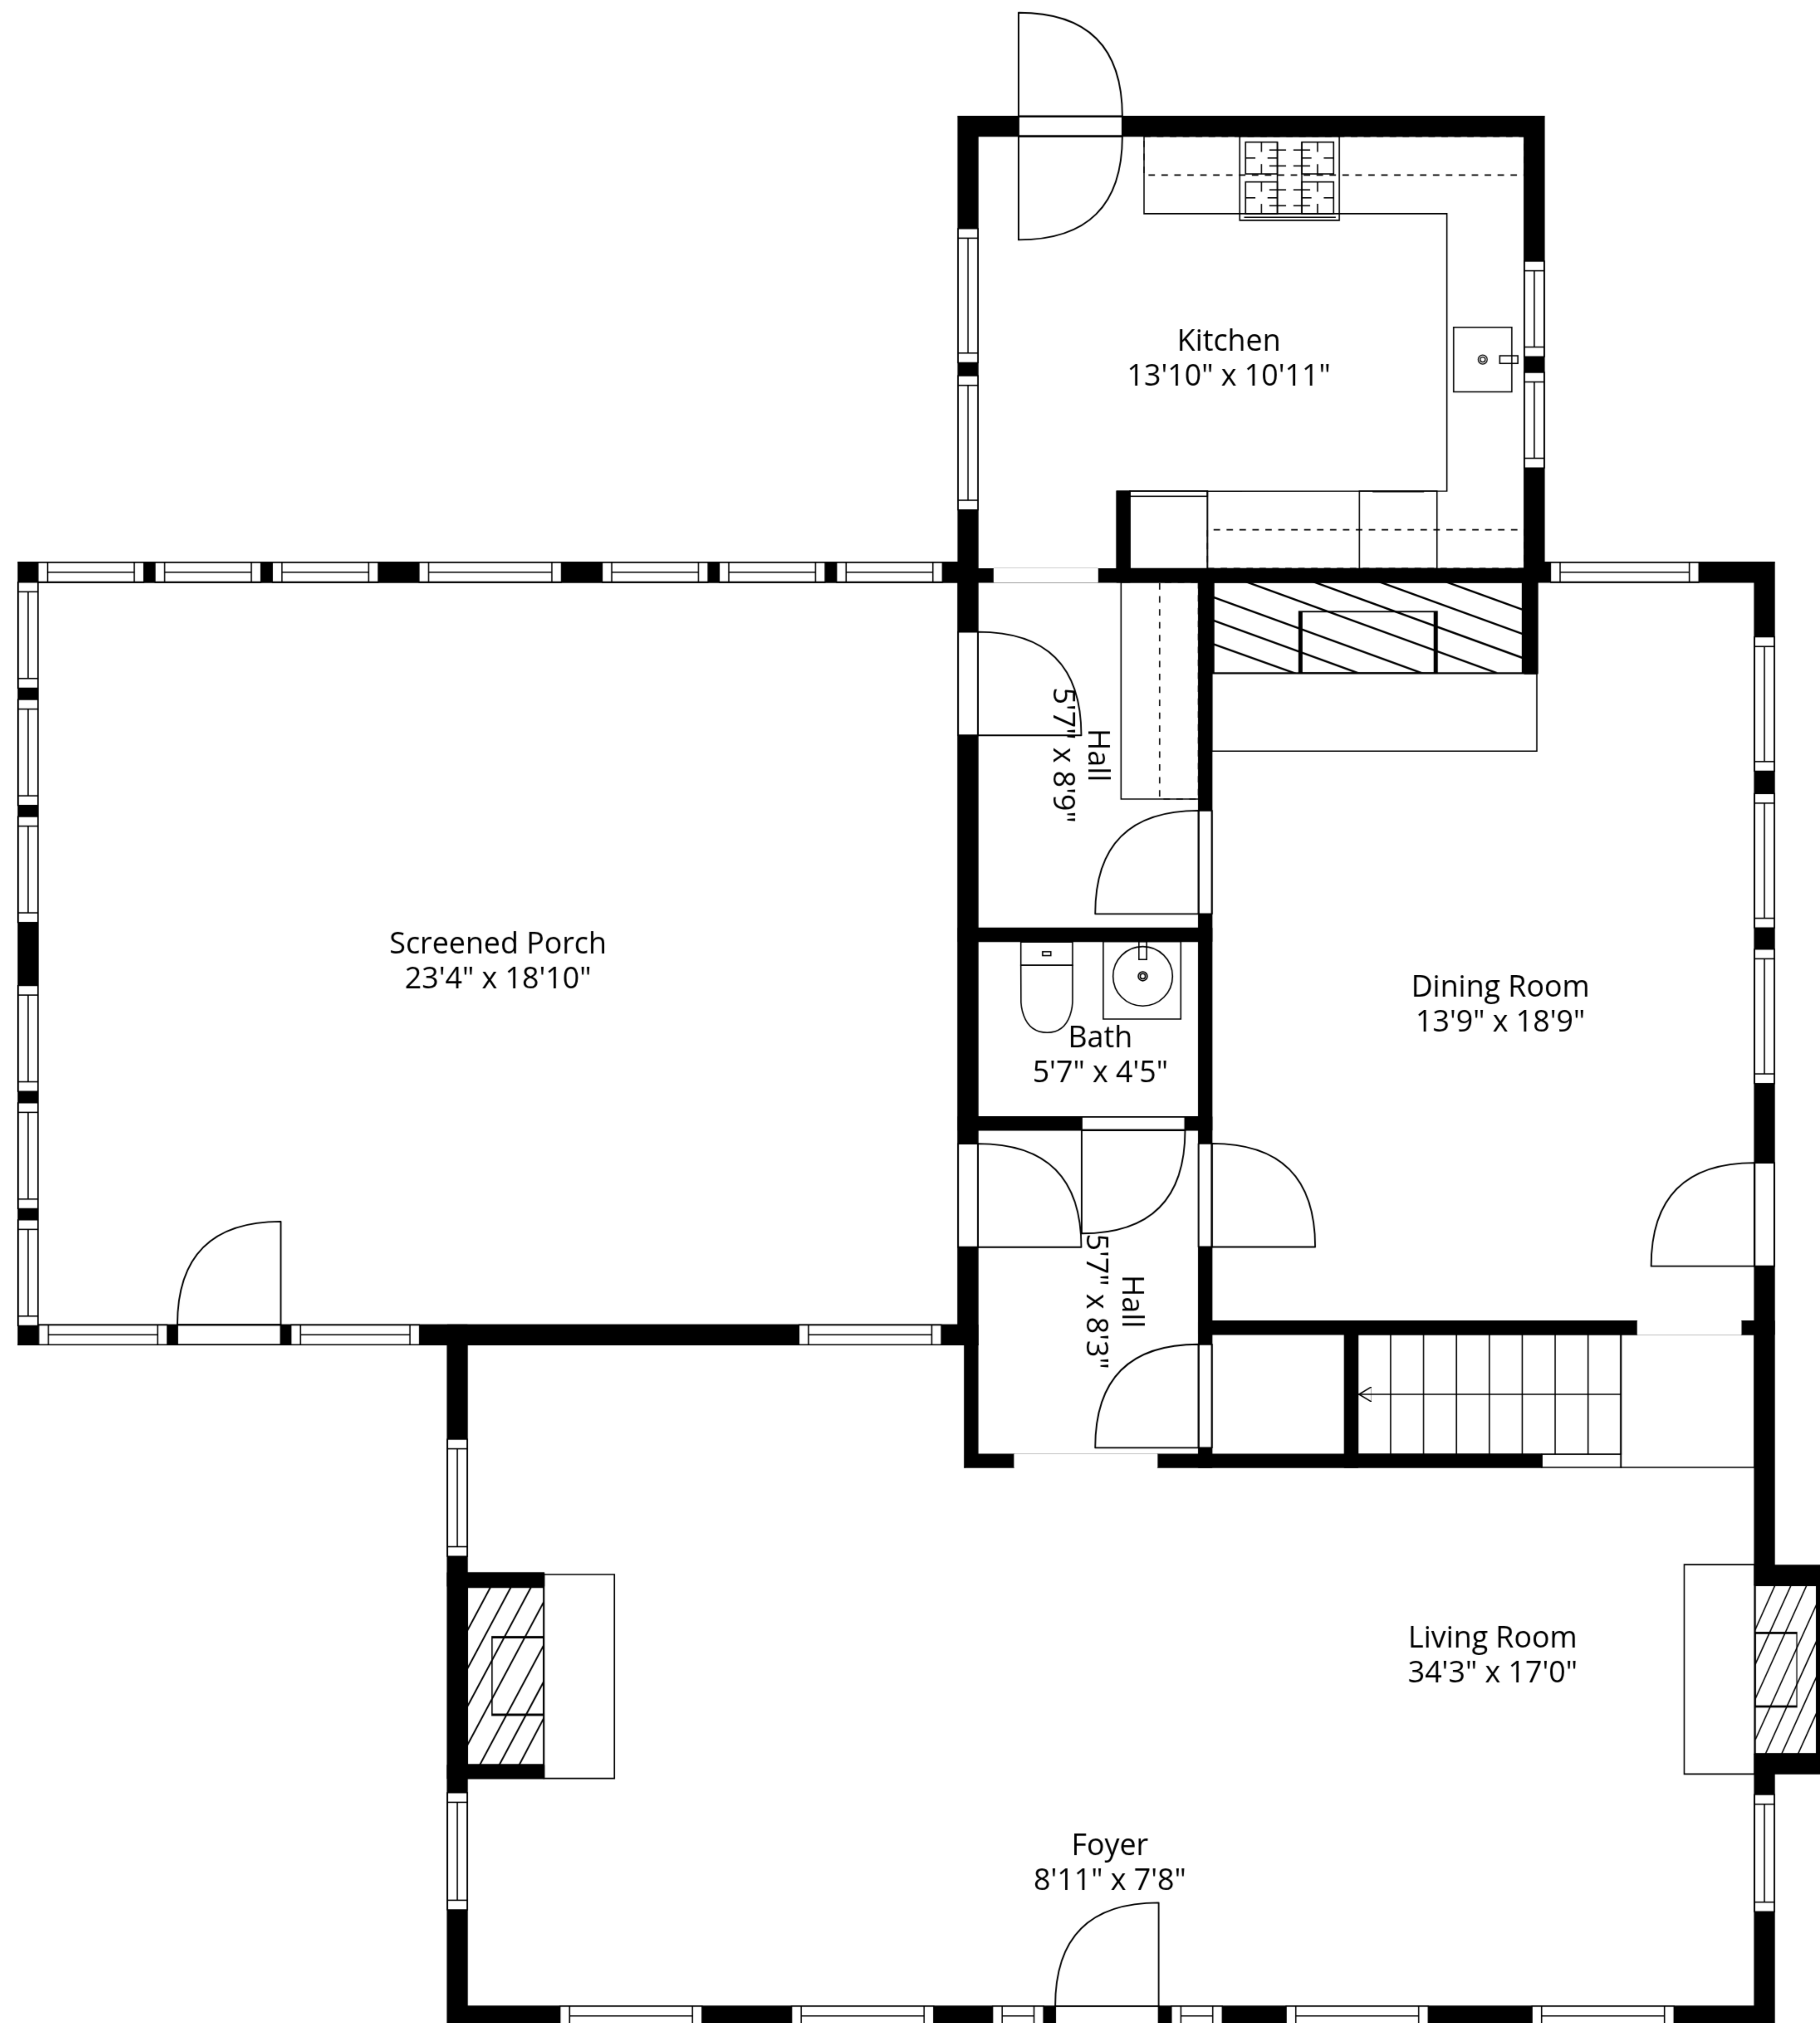 Kitchen
13'10" x 10'11"
Hall
5'7" x 8'9"
Screened Porch
23'4" x 18'10"
Dining Room
13'9" x 18'9"
Bath
5'7" x 4'5"
Hall
5'7" x 8'3"
Living Room
34'3" x 17'0"
Foyer
8'11" x 7'8"